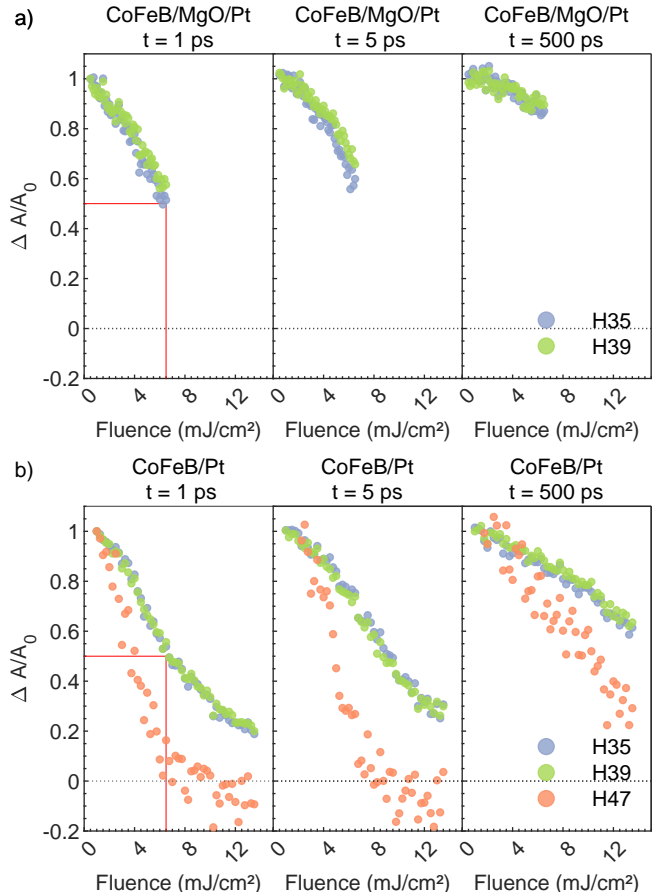 a)
CoFeB/MgO/Pt CoFeB/MgO/Pt CoFeB/MgO/Pt
t = 1 ps t = 5 ps t = 500 ps
1
0.8
0.6
0.4
0.2
0
-0.2
Δ A/A0
H35
H39
0 4 8 12 0 4 8 12 0 4 8 12
Fluence (mJ/cm²) Fluence (mJ/cm²) Fluence (mJ/cm²)
b)
CoFeB/Pt CoFeB/Pt CoFeB/Pt
t = 1 ps t = 5 ps t = 500 ps
1
0.8
0.6
0.4
0.2
0
-0.2
Δ A/A0
H35
H39
H47
0 4 8 12 0 4 8 12 0 4 8 12
Fluence (mJ/cm²) Fluence (mJ/cm²) Fluence (mJ/cm²)